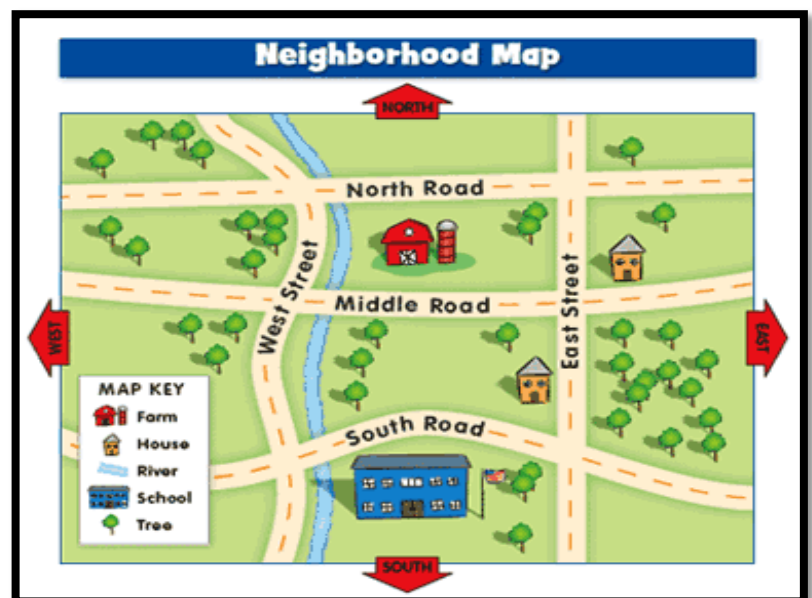 Neighborhood Map
NORTH
North Road
West Street
East Street
Middle Road
WEST
EAST
South Road
MAP KEY
Farm
House
River
School
Tree
SOUTH